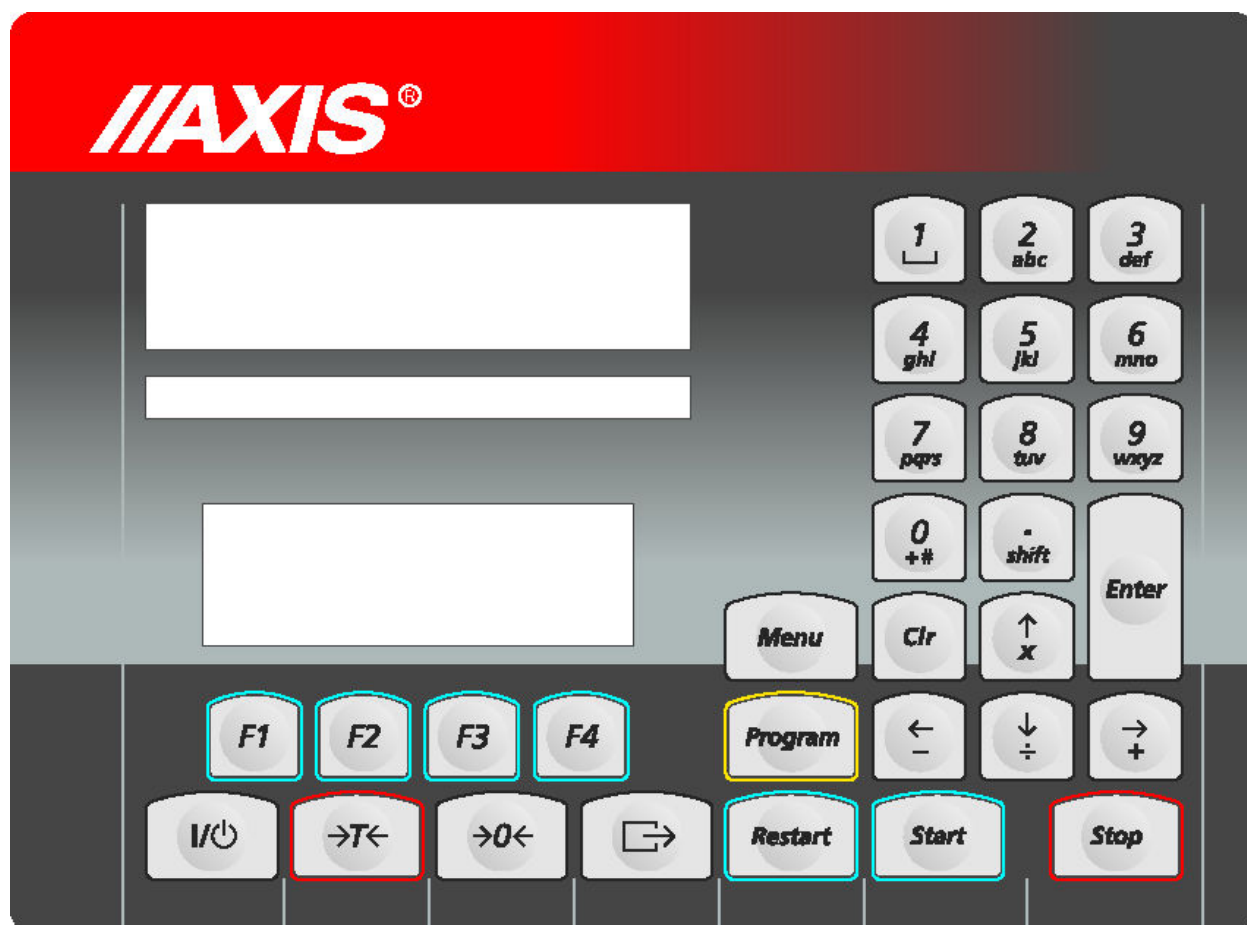 //AXIS®
1 2 3
abc def
4 5 6
ghi jkl mno
7 8 9
pqrs tuv wxyz
0 .
+# shift
Enter
Menu Clr ↑
x
F1 F2 F3 F4 Program ← ↓ →
− ÷ +
I/⏻ →T← →0← Restart Start Stop